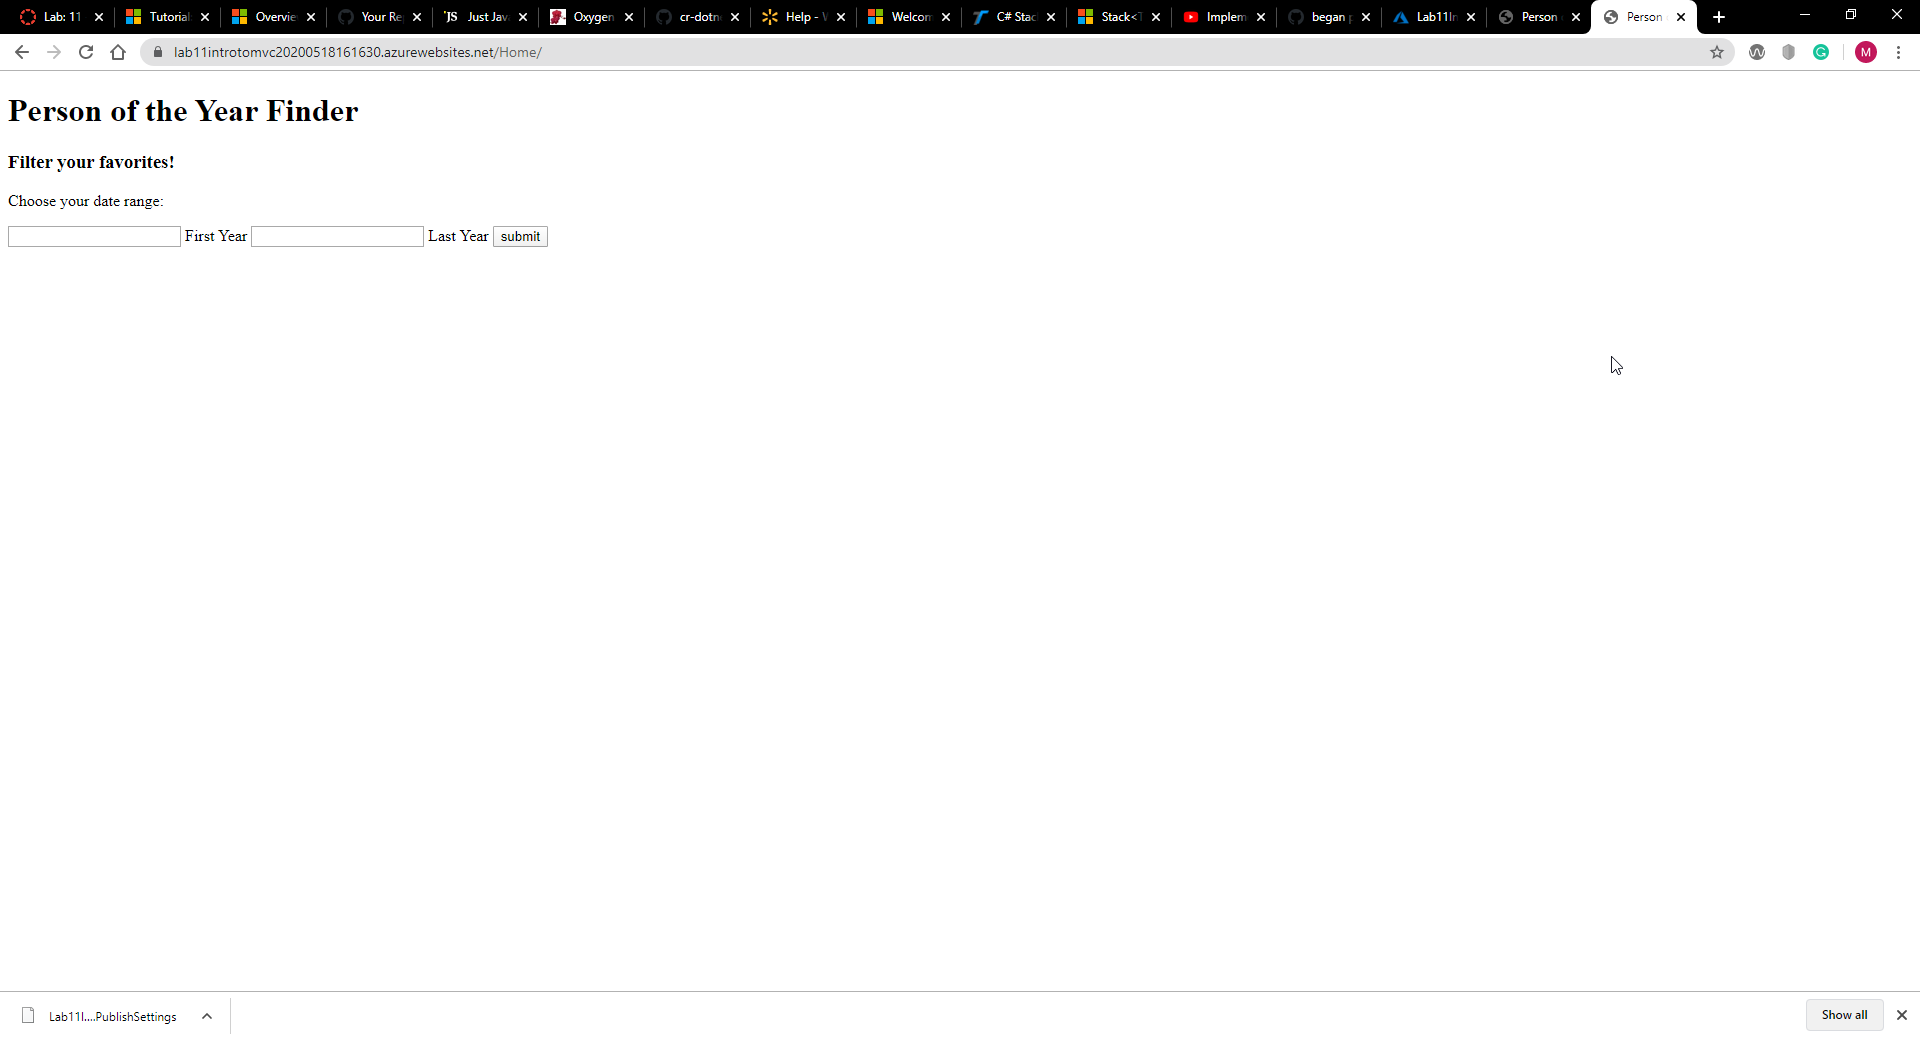 Lab: 11
Tutorial
Overvie
Your Re
'JS Just Jav
Oxygen
cr-dotn
Help - W
Welcom
C# Stac
Stack<T
Implem
began p
Lab11In
Person
Person
lab11introtomvc20200518161630.azurewebsites.net/Home/
M
Person of the Year Finder
Filter your favorites!
Choose your date range:
First Year Last Year submit
Lab11I....PublishSettings
Show all